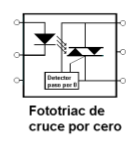 Detector
paso por 0
Fototriac de
cruce por cero